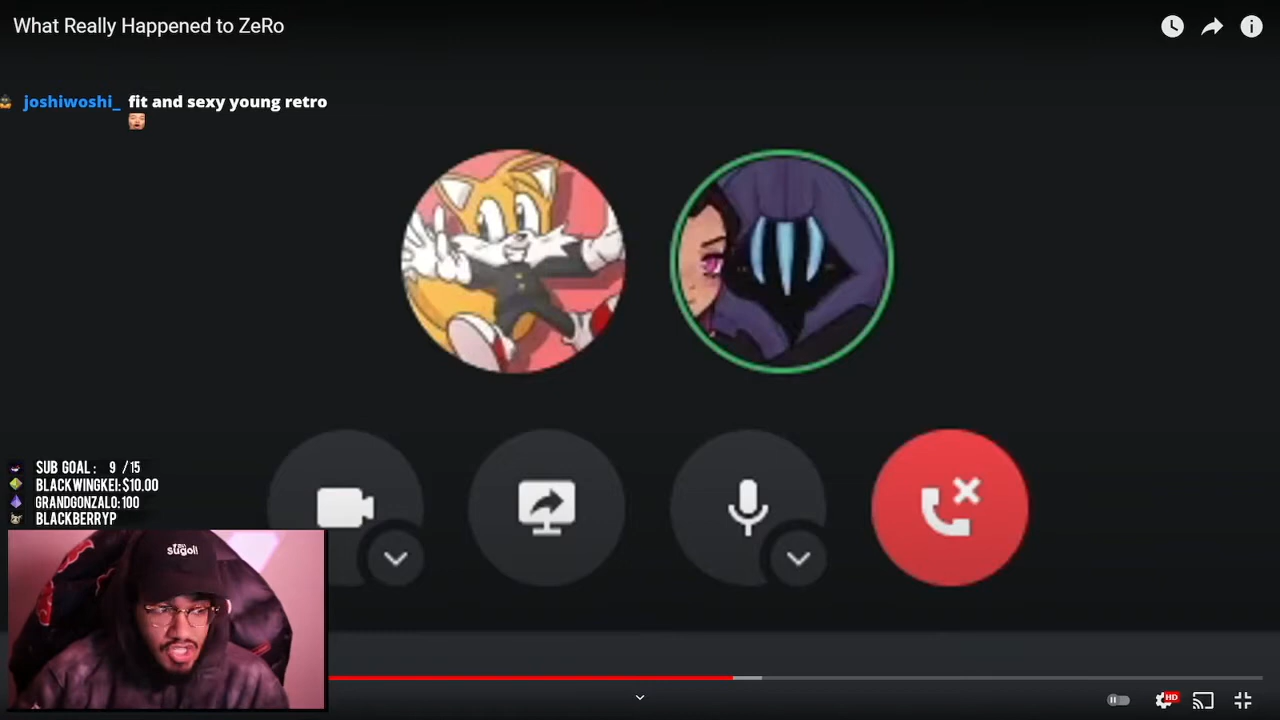 What Really Happened to ZeRo
joshiwoshi_ fit and sexy young retro
SUB GOAL: 9 /15
BLACKWINGKEI:$10.00
GRANDGONZALO:100
BLACKBERRYP
sugoi!
HD